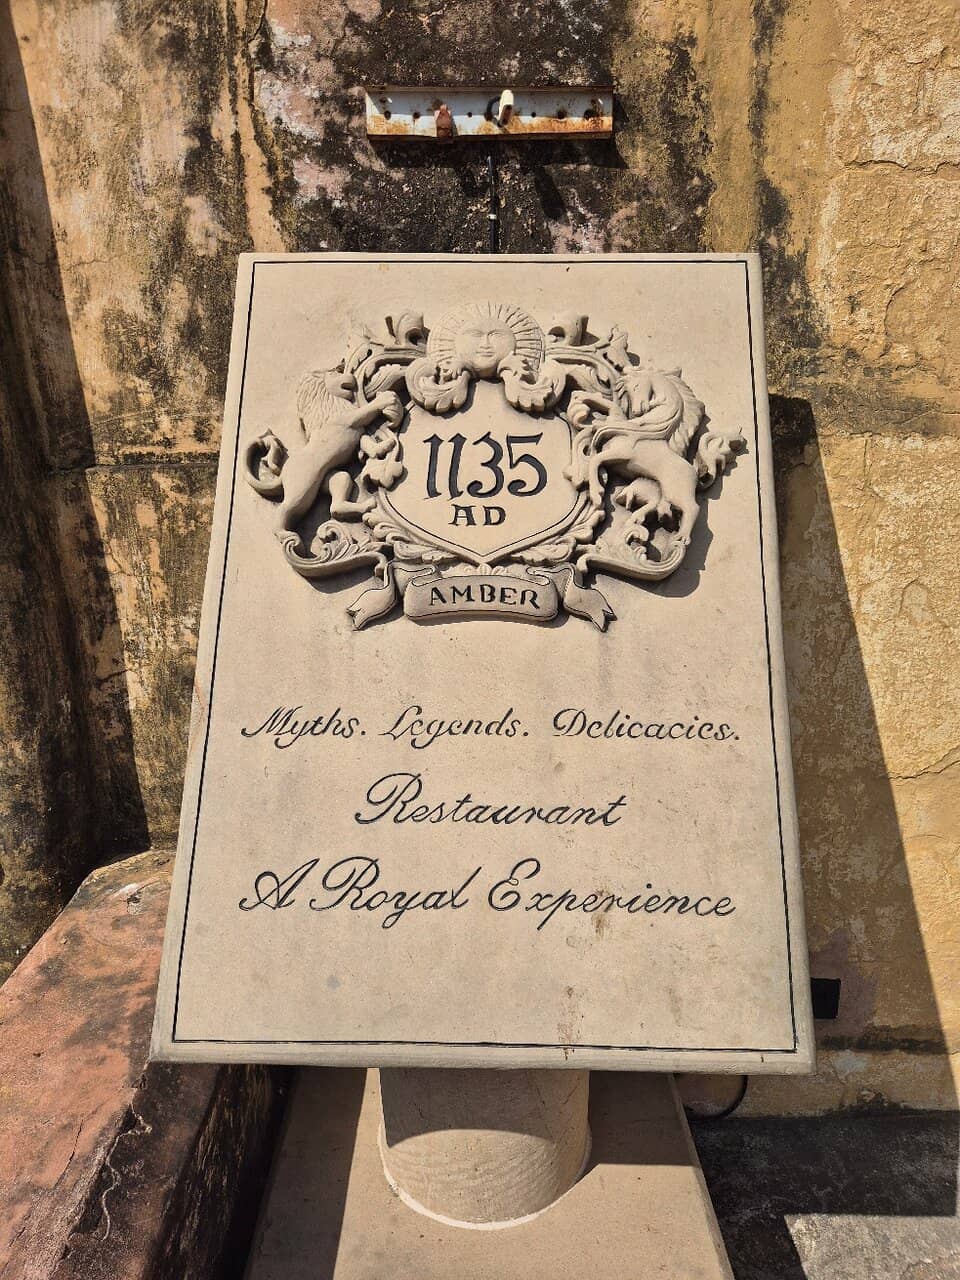 1135
AD
AMBER
Myths. Legends. Delicacies.
Restaurant
A Royal Experience